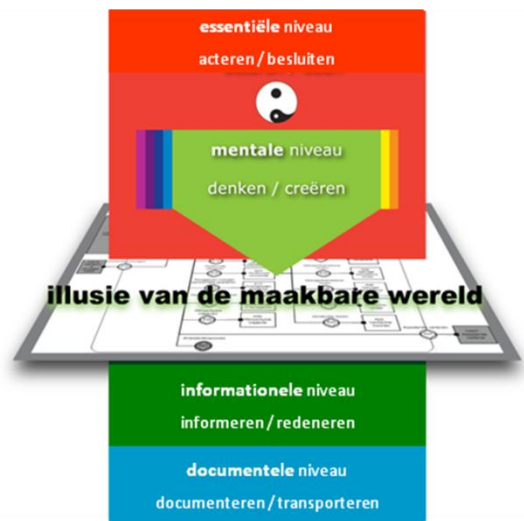 essentiële niveau
acteren / besluiten
mentale niveau
denken / creëren
illusie van de maakbare wereld
informationele niveau
informeren / redeneren
documentele niveau
documenteren / transporteren